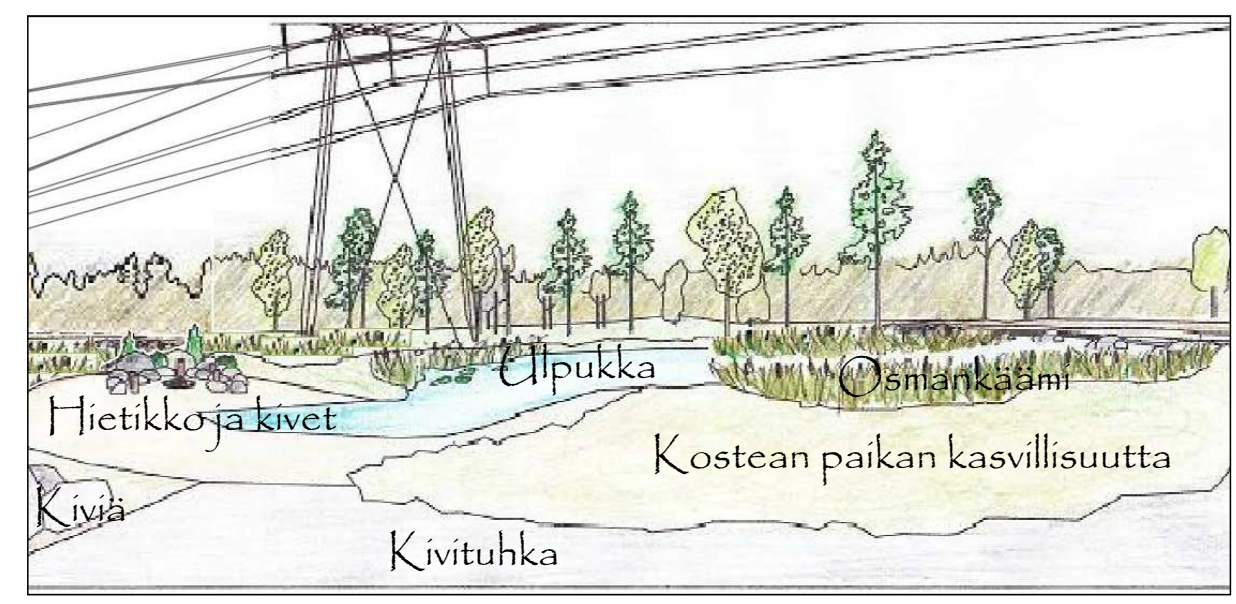 Ulpukka
Osmankäämi
Hietikko ja kivet
Kostean paikan kasvillisuutta
Kiviä
Kivituhka